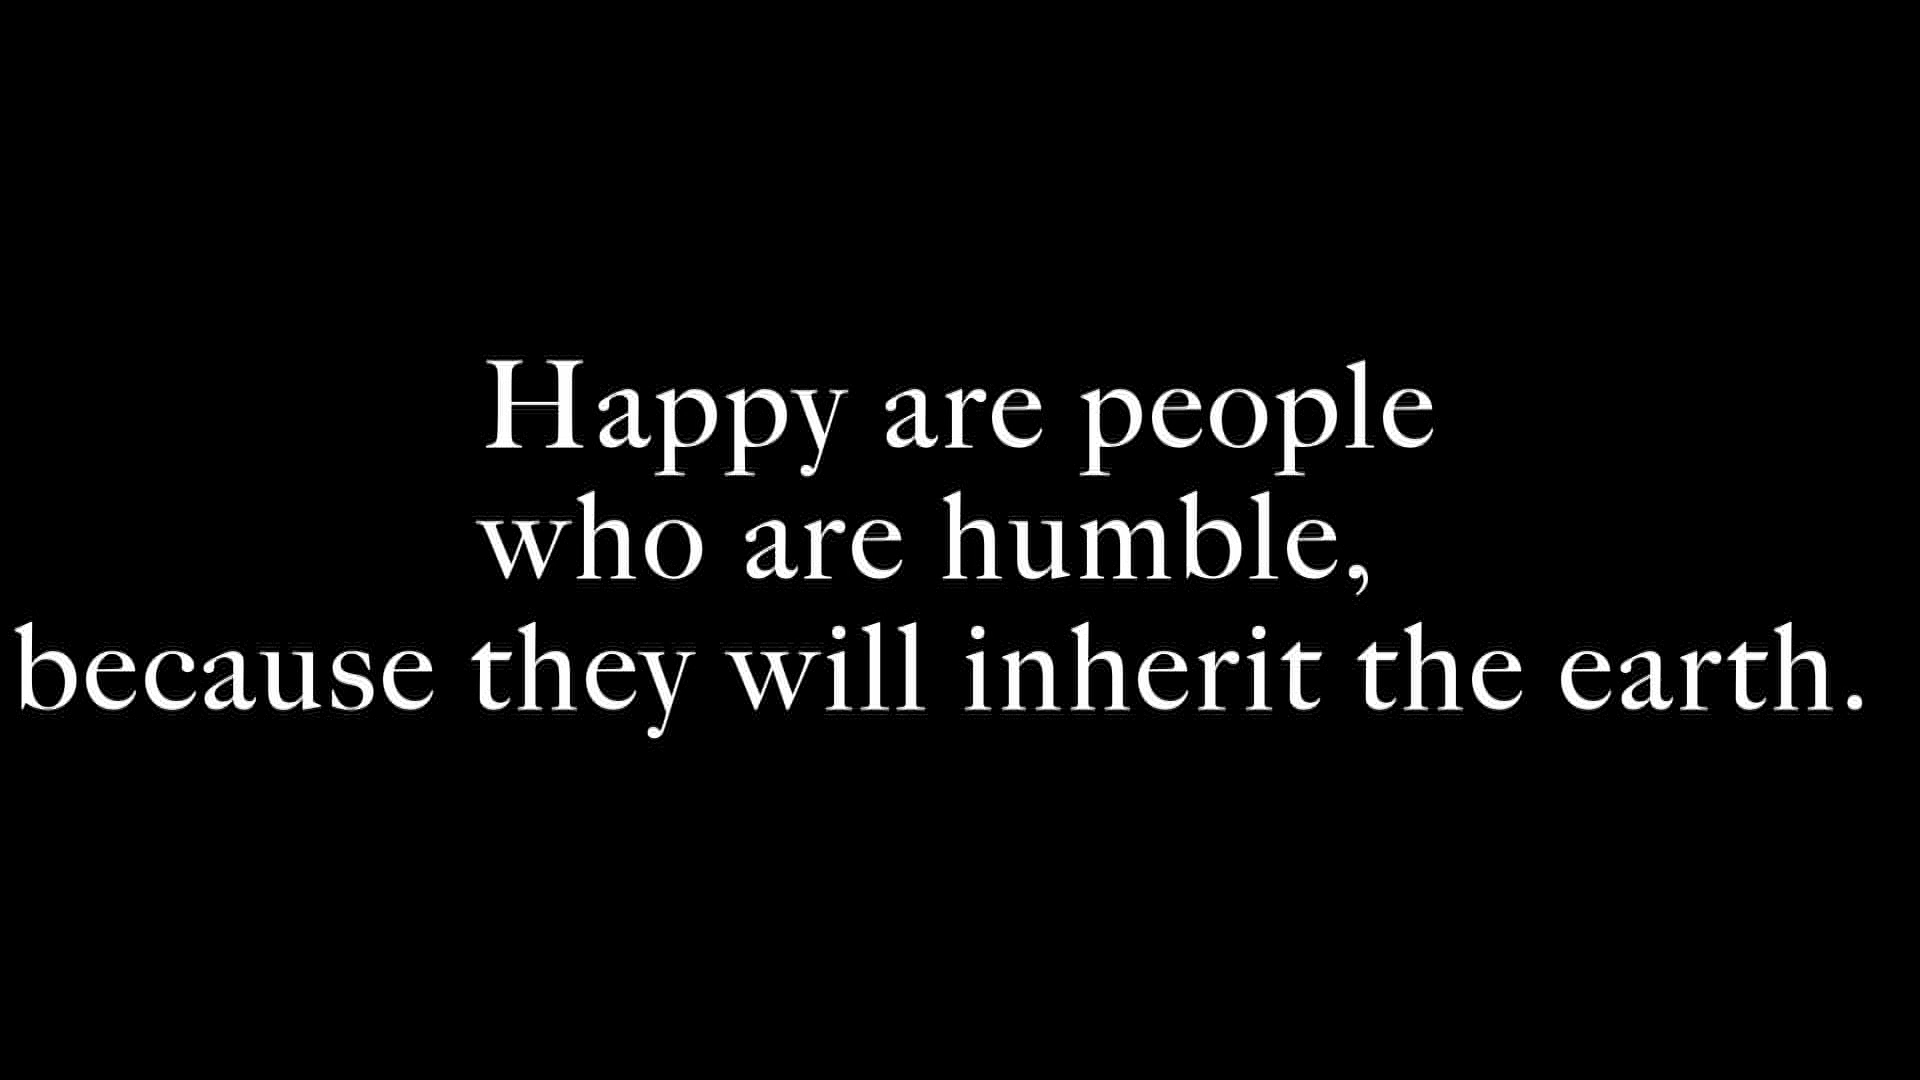 Happy are people
who are humble,
because they will inherit the earth.